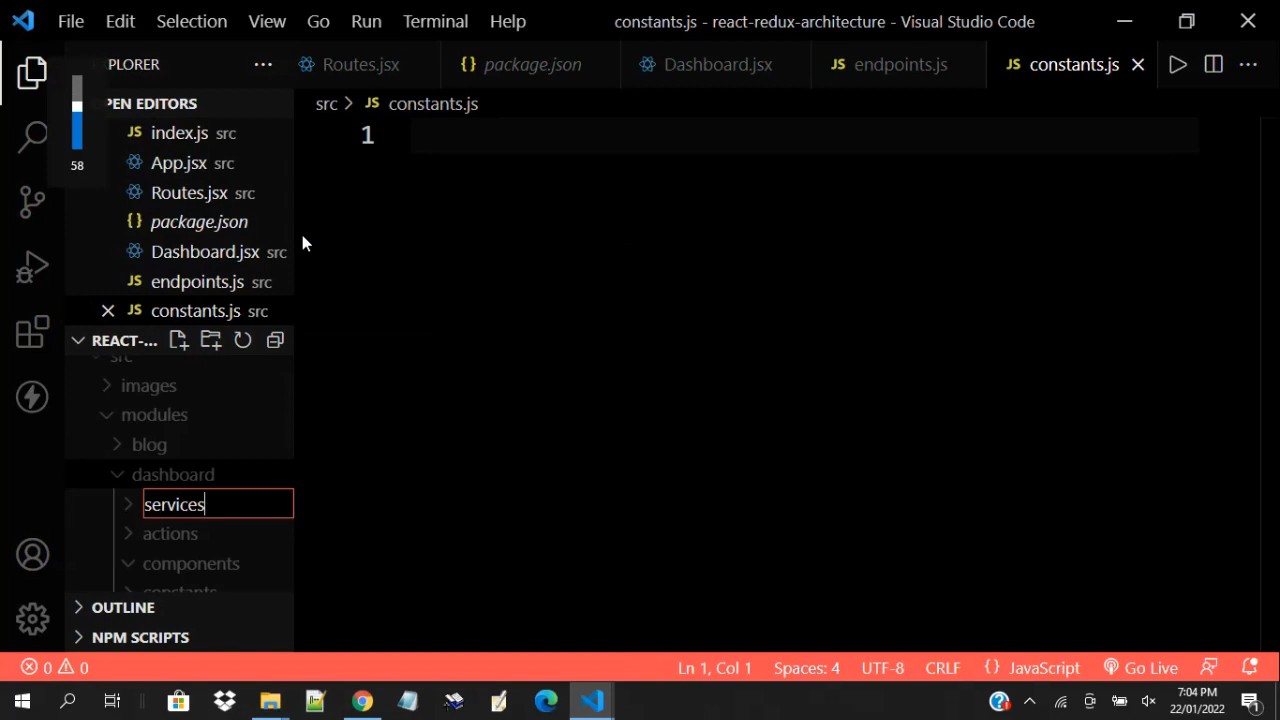 File Edit Selection View Go Run Terminal Help constants.js - react-redux-architecture - Visual Studio Code
PLORER ··· Routes.jsx {} package.json Dashboard.jsx JS endpoints.js JS constants.js ···
PEN EDITORS
src > JS constants.js
1
JS index.js src
App.jsx src
Routes.jsx src
{} package.json
Dashboard.jsx src
JS endpoints.js src
JS constants.js src
58
REACT-...
src
images
modules
blog
dashboard
services
actions
components
constants
OUTLINE
NPM SCRIPTS
0 0 Ln 1, Col 1 Spaces: 4 UTF-8 CRLF {} JavaScript Go Live
7:04 PM
22/01/2022
1